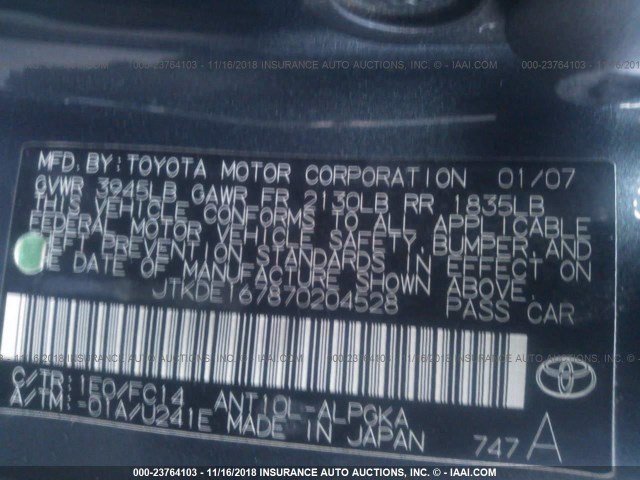 000-23764103 - 11/16/2018 INSURANCE AUTO AUCTIONS, INC. © - IAAI.COM
MFD. BY: TOYOTA MOTOR CORPORATION 01/07
GVWR 3945LB GAWR FR 2130LB RR 1835LB
THIS VEHICLE CONFORMS TO ALL APPLICABLE
FEDERAL MOTOR VEHICLE SAFETY, BUMPER AND
THEFT PREVENTION STANDARDS IN EFFECT ON
THE DATE OF MANUFACTURE SHOWN ABOVE.
JTKDE167870204528 PASS CAR
C/TR: 1E0/FC14 ANT10L-ALPGKA
A/TM: -01A/U241E MADE IN JAPAN 747 A
TOYOTA
000-23764103 - 11/16/2018 INSURANCE AUTO AUCTIONS, INC. © - IAAI.COM